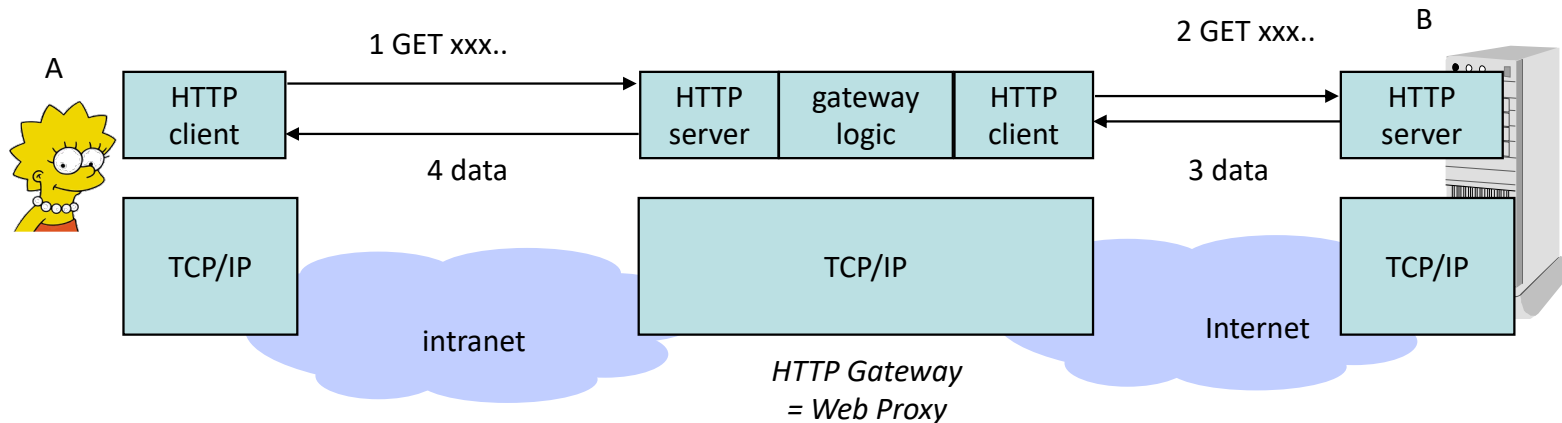 1 GET xxx..
2 GET xxx..
A
B
HTTP
client
HTTP
server
gateway
logic
HTTP
client
HTTP
server
4 data
3 data
TCP/IP
TCP/IP
TCP/IP
intranet
Internet
HTTP Gateway
= Web Proxy